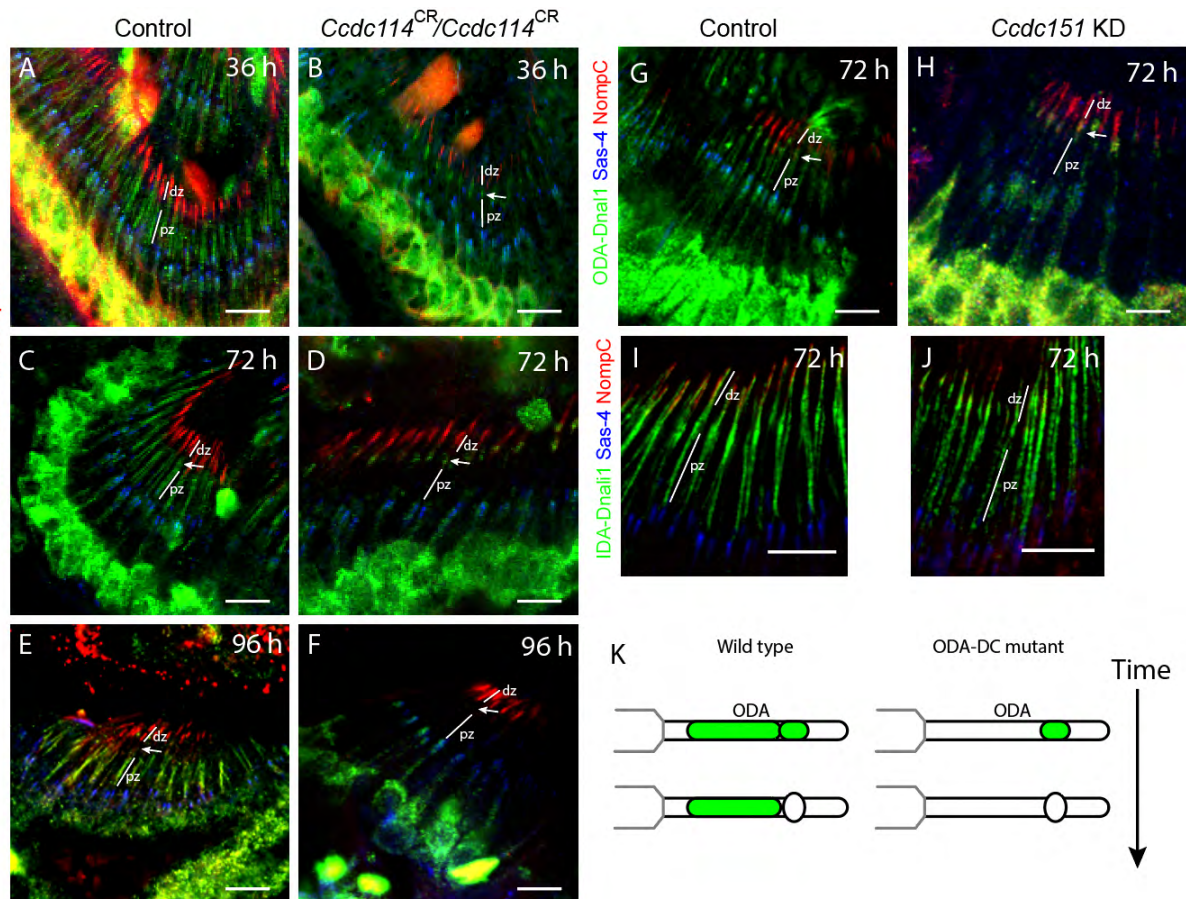 Control
Ccdc114CR/Ccdc114CR
Control
Ccdc151 KD
A
36 h
dz
pz
B
36 h
dz
pz
ODA-Dnal1 Sas-4 NompC
G
72 h
dz
pz
H
72 h
dz
pz
C
72 h
dz
pz
D
72 h
dz
pz
IDA-Dnali1 Sas-4 NompC
I
72 h
dz
pz
J
72 h
dz
pz
E
96 h
dz
pz
F
96 h
dz
pz
K
Wild type
ODA-DC mutant
Time
ODA
ODA